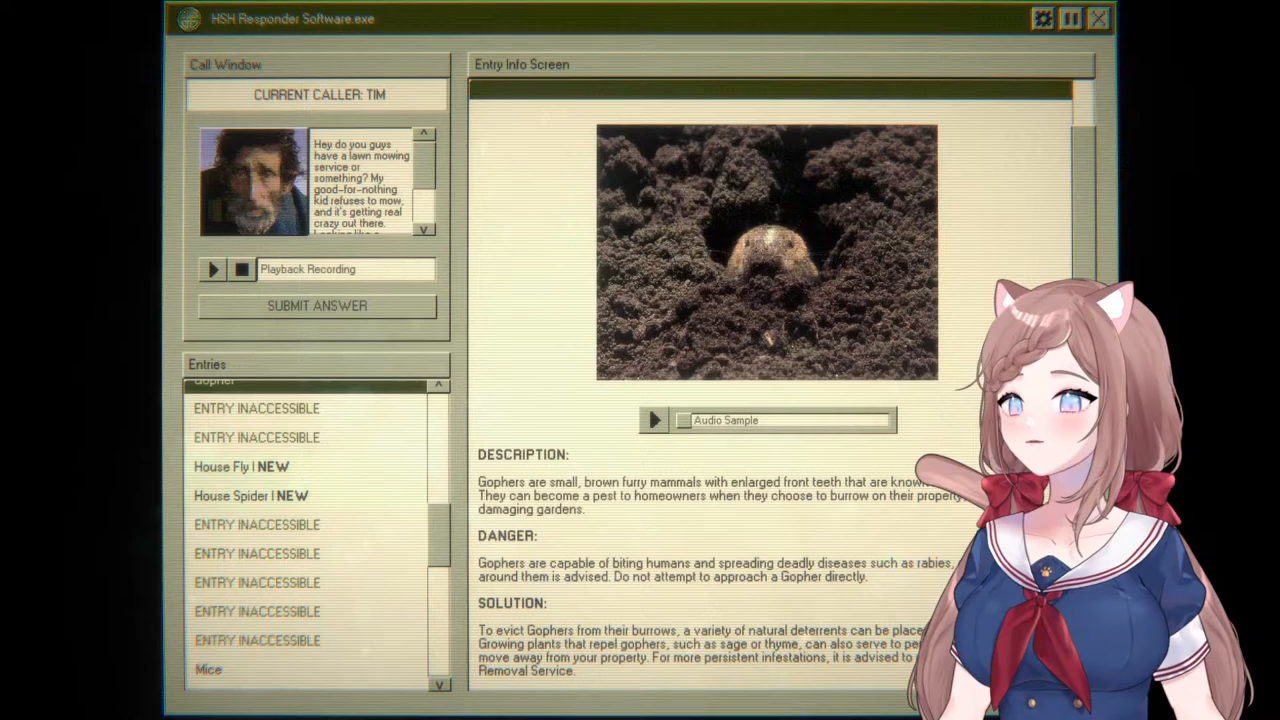 HSH Responder Software.exe
Call Window
CURRENT CALLER: TIM
Hey do you guys
have a lawn mowing
service or
something? My
good-for-nothing
kid refuses to mow,
and it's getting real
crazy out there.
Playback Recording
SUBMIT ANSWER
Entries
Gopher
ENTRY INACCESSIBLE
ENTRY INACCESSIBLE
House Fly | NEW
House Spider | NEW
ENTRY INACCESSIBLE
ENTRY INACCESSIBLE
ENTRY INACCESSIBLE
ENTRY INACCESSIBLE
ENTRY INACCESSIBLE
Mice
Entry Info Screen
Audio Sample
DESCRIPTION:
Gophers are small, brown furry mammals with enlarged front teeth that are know
They can become a pest to homeowners when they choose to burrow on their property
damaging gardens.
DANGER:
Gophers are capable of biting humans and spreading deadly diseases such as rabies,
around them is advised. Do not attempt to approach a Gopher directly.
SOLUTION:
To evict Gophers from their burrows, a variety of natural deterrents can be place
Growing plants that repel gophers, such as sage or thyme, can also serve to
move away from your property. For more persistent infestations, it is advised to
Removal Service.